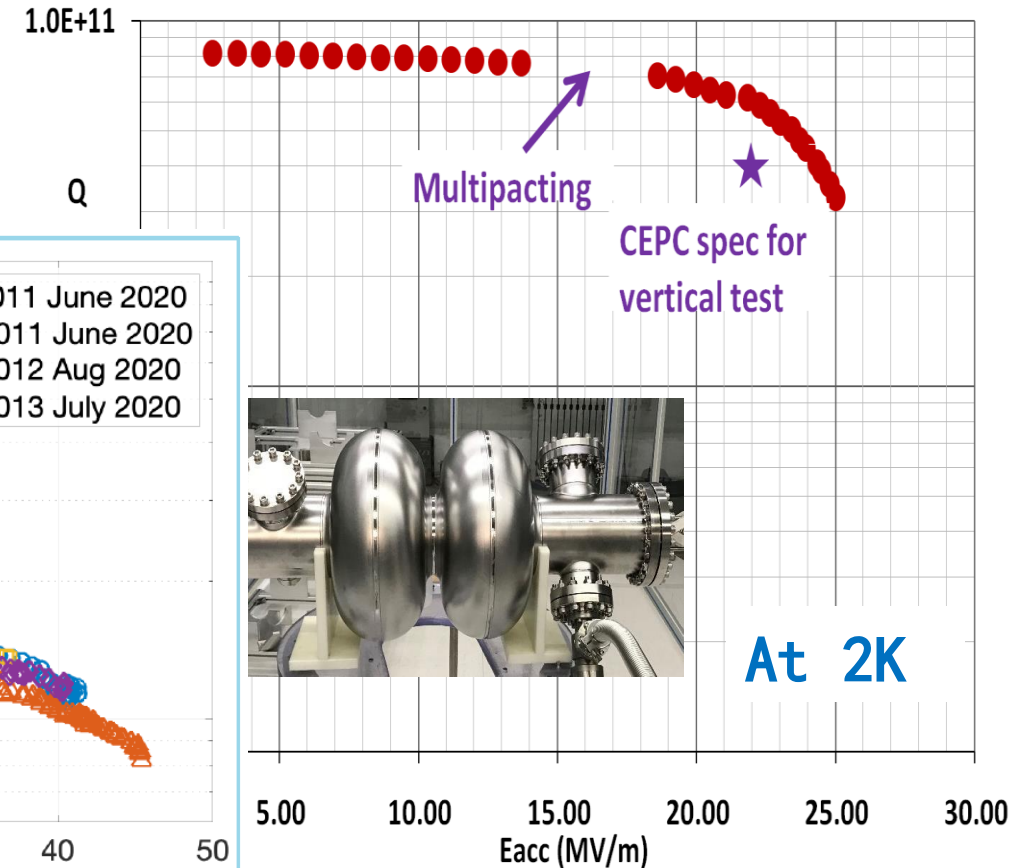 1.0E+11
Q
Multipacting
CEPC spec for
vertical test
011 June 2020
011 June 2020
012 Aug 2020
013 July 2020
At 2K
5.00 10.00 15.00 20.00 25.00 30.00
Eacc (MV/m)
40 50